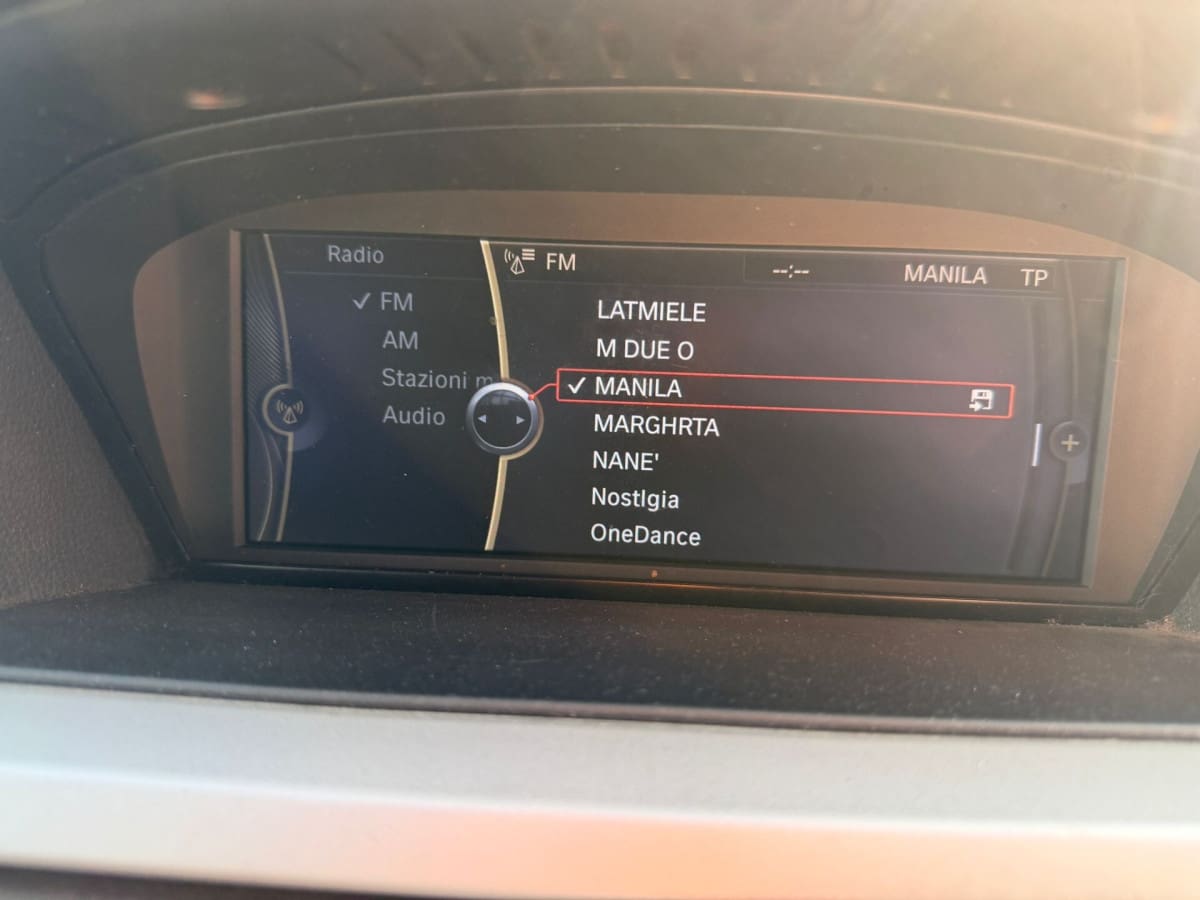 Radio
FM
--:--
MANILA
TP
✓ FM
AM
Stazioni m
Audio
LATMIELE
M DUE O
✓ MANILA
MARGHRTA
NANE'
Nostlgia
OneDance